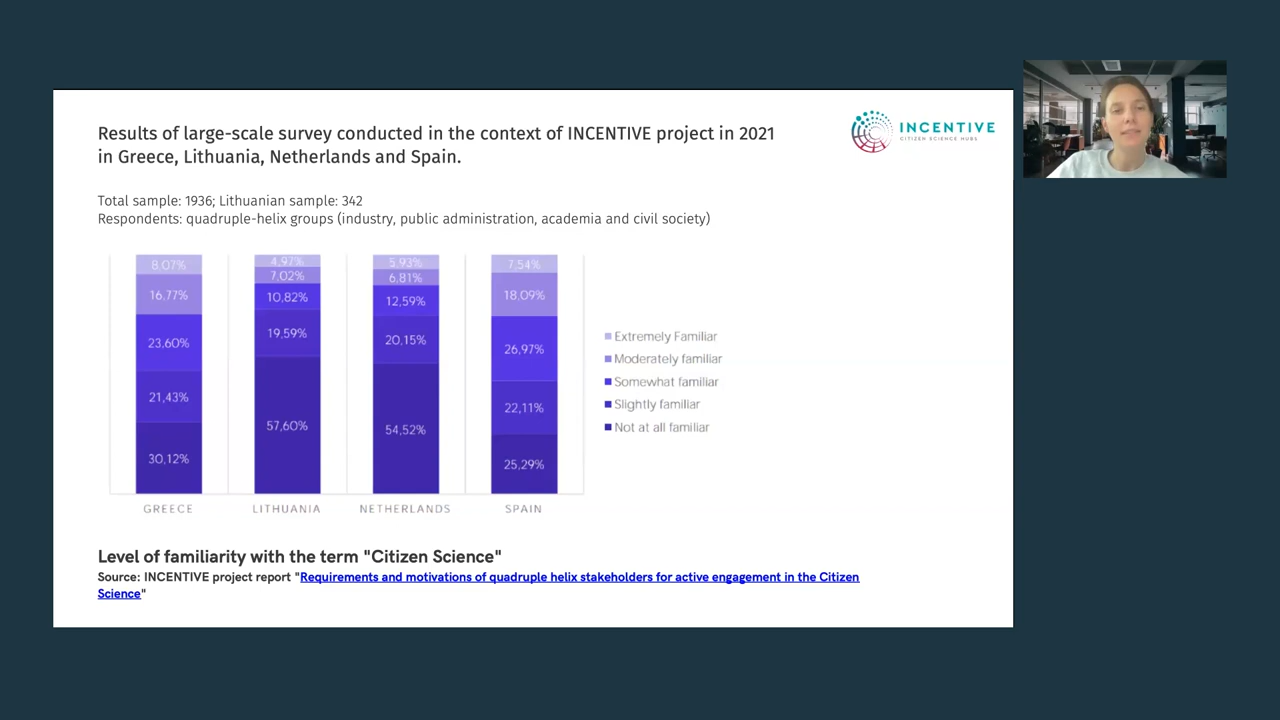 Results of large-scale survey conducted in the context of INCENTIVE project in 2021
in Greece, Lithuania, Netherlands and Spain.
INCENTIVE
CITIZEN SCIENCE HUBS
Total sample: 1936; Lithuanian sample: 342
Respondents: quadruple-helix groups (industry, public administration, academia and civil society)
8.07% 4,97% 5.93% 7,54%
16,77% 7,02% 6,81% 18,09%
23,60% 10,82% 12,59% 26,97%
21,43% 19,59% 20,15% 22,11%
30,12% 57,60% 54,52% 25,29%
GREECE LITHUANIA NETHERLANDS SPAIN
Extremely Familiar
Moderately familiar
Somewhat familiar
Slightly familiar
Not at all familiar
Level of familiarity with the term "Citizen Science"
Source: INCENTIVE project report "Requirements and motivations of quadruple helix stakeholders for active engagement in the Citizen
Science"